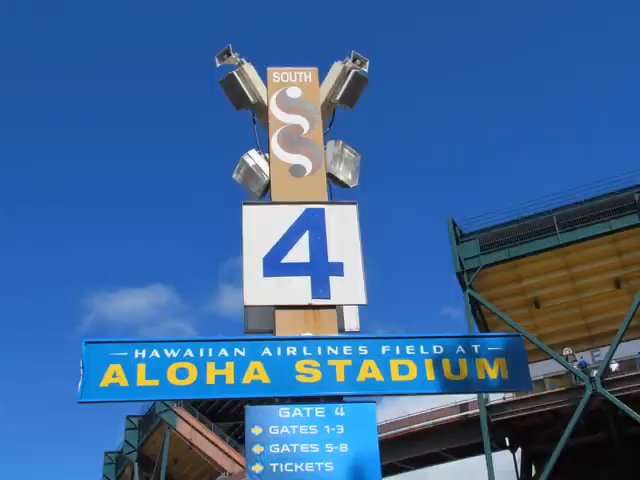 SOUTH
4
HAWAIIAN AIRLINES FIELD AT
ALOHA STADIUM
GATE 4
GATES 1-3
GATES 5-8
TICKETS